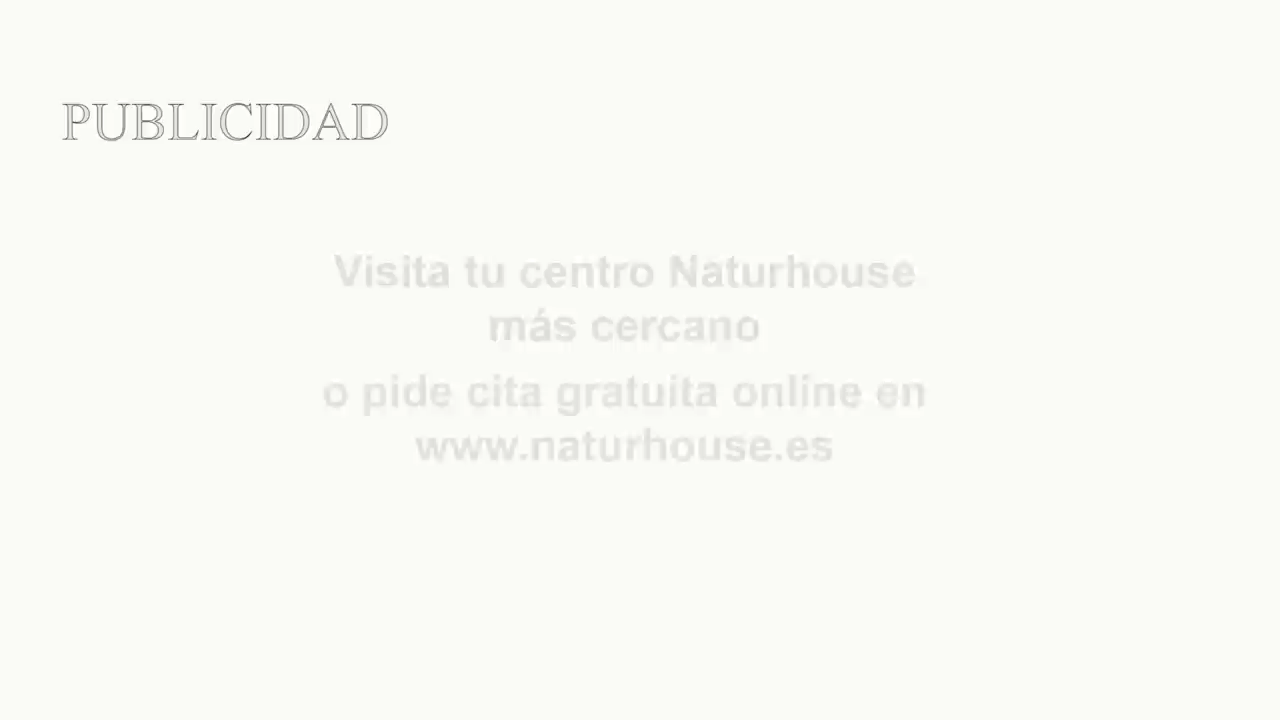 PUBLICIDAD
Visita tu centro Naturhouse
más cercano
o pide cita gratuita online en
www.naturhouse.es